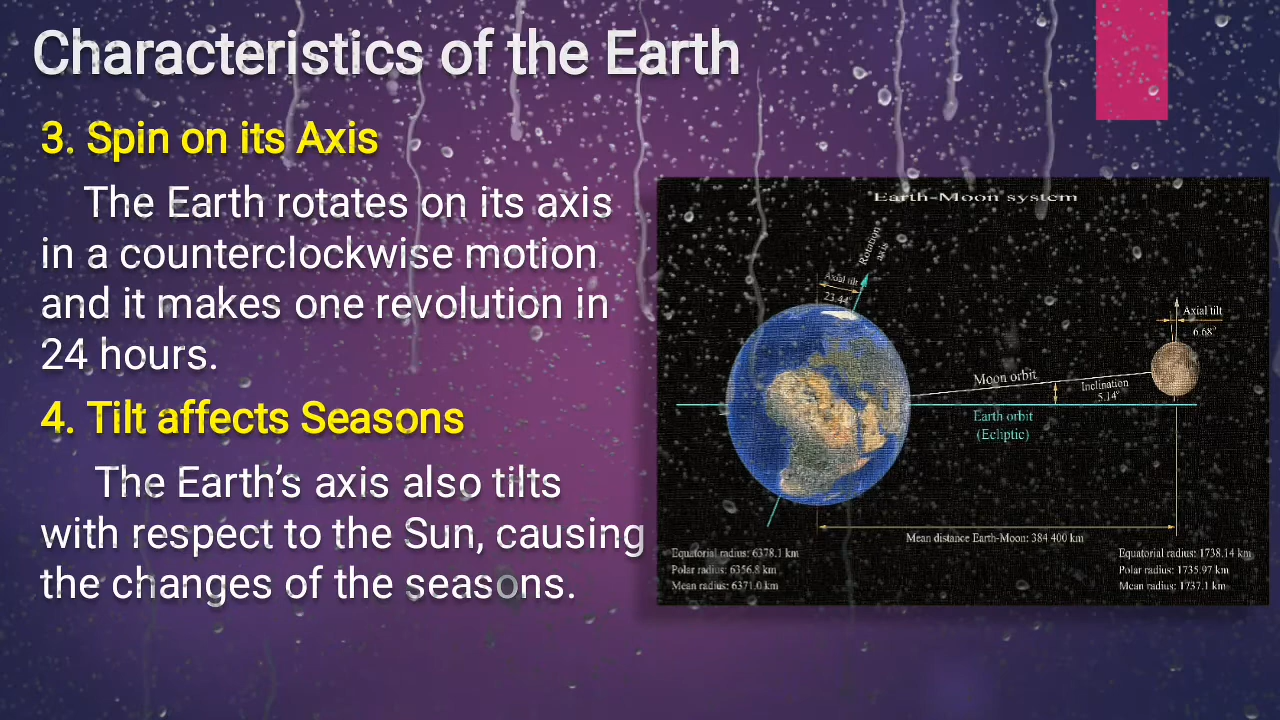 Characteristics of the Earth
3. Spin on its Axis
The Earth rotates on its axis
in a counterclockwise motion
and it makes one revolution in
24 hours.
4. Tilt affects Seasons
The Earth’s axis also tilts
with respect to the Sun, causing
the changes of the seasons.
Earth-Moon system
Rotation
axis
Axial tilt
23.44°
Axial tilt
6.68°
Moon orbit
Inclination
5.14°
Earth orbit
(Ecliptic)
Mean distance Earth-Moon: 384 400 km
Equatorial radius: 6378.1 km
Polar radius: 6356.8 km
Mean radius: 6371.0 km
Equatorial radius: 1738.14 km
Polar radius: 1735.97 km
Mean radius: 1737.1 km